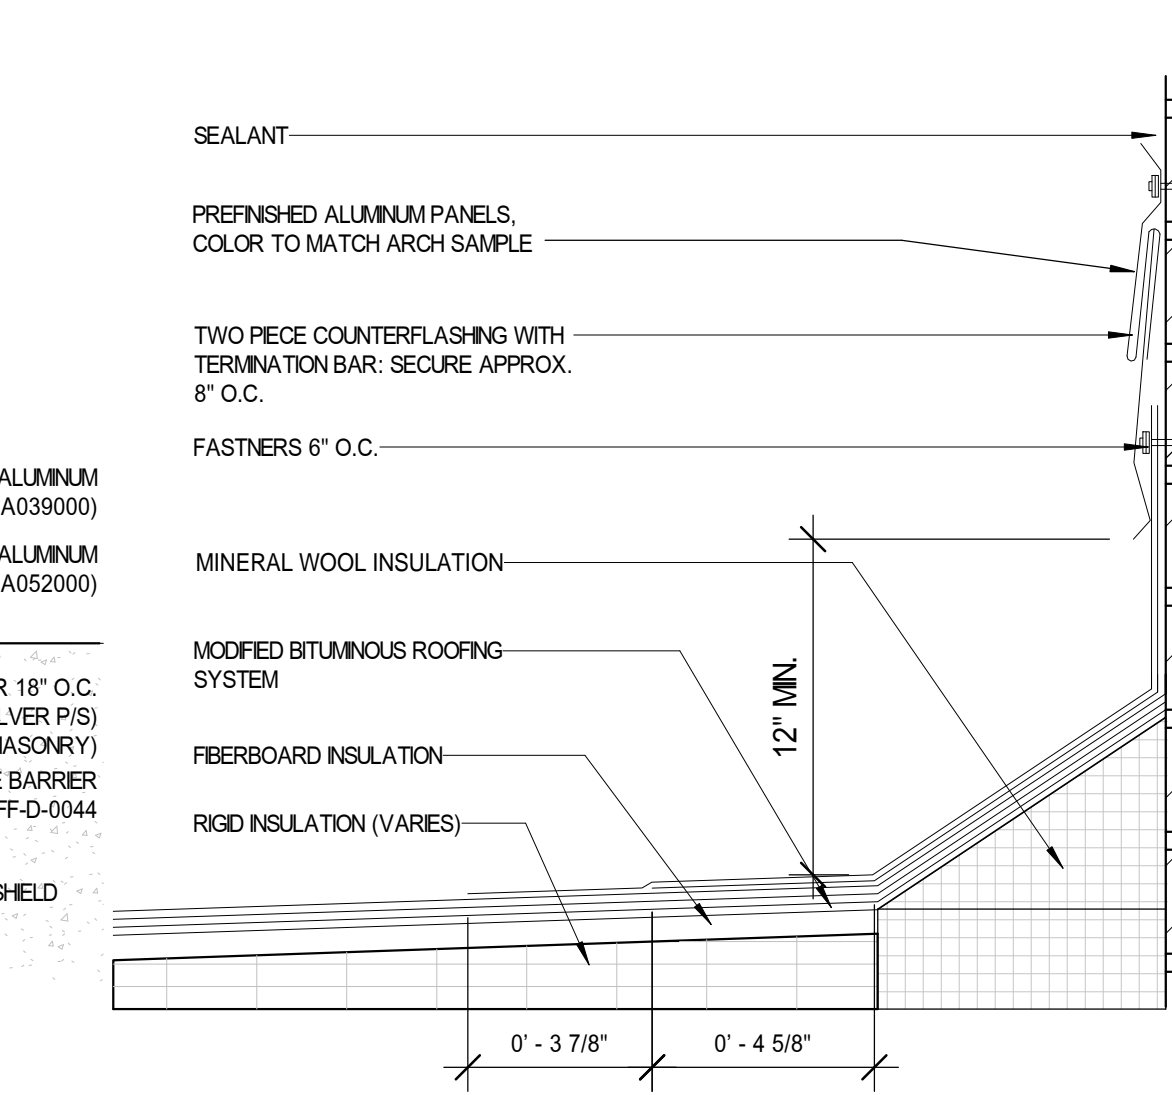 SEALANT
PREFINISHED ALUMINUM PANELS,
COLOR TO MATCH ARCH SAMPLE
TWO PIECE COUNTERFLASHING WITH
TERMINATION BAR: SECURE APPROX.
8" O.C.
FASTNERS 6" O.C.
ALUMINUM
A039000)
ALUMINUM
A052000)
MINERAL WOOL INSULATION
MODIFIED BITUMINOUS ROOFING
SYSTEM
12" MIN.
R 18" O.C.
LVER P/S)
MASONRY)
E BARRIER
FF-D-0044
SHIELD
FIBERBOARD INSULATION
RIGID INSULATION (VARIES)
0' - 3 7/8"
0' - 4 5/8"